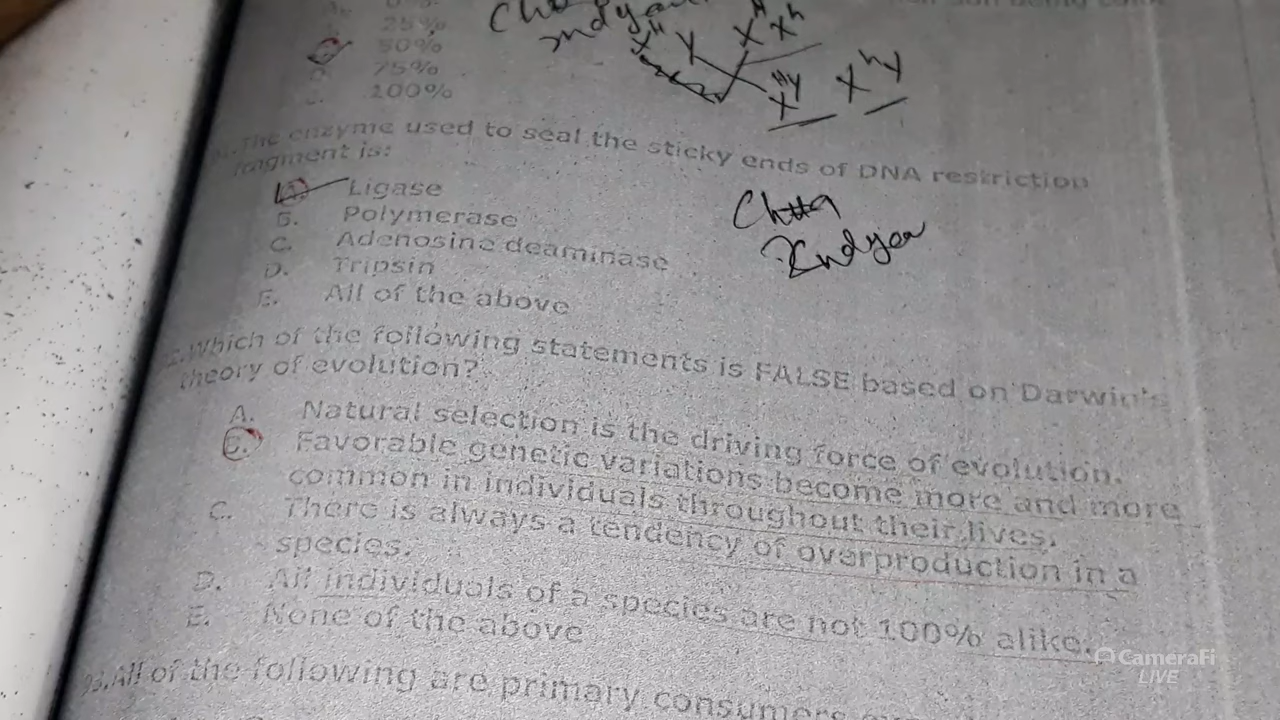 25%
50%
75%
100%
X^H X^h
X^H Y
X^h Y
The enzyme used to seal the sticky ends of DNA restriction
fragment is:
A. Ligase
B. Polymerase
C. Adenosine deaminase
D. Tripsin
E. All of the above
Which of the following statements is FALSE based on Darwin's
theory of evolution?
A. Natural selection is the driving force of evolution.
B. Favorable genetic variations become more and more
common in individuals throughout their lives.
C. There is always a tendency of overproduction in a
species.
D. All individuals of a species are not 100% alike.
E. None of the above
93.All of the following are primary consumers
CameraFi
LIVE